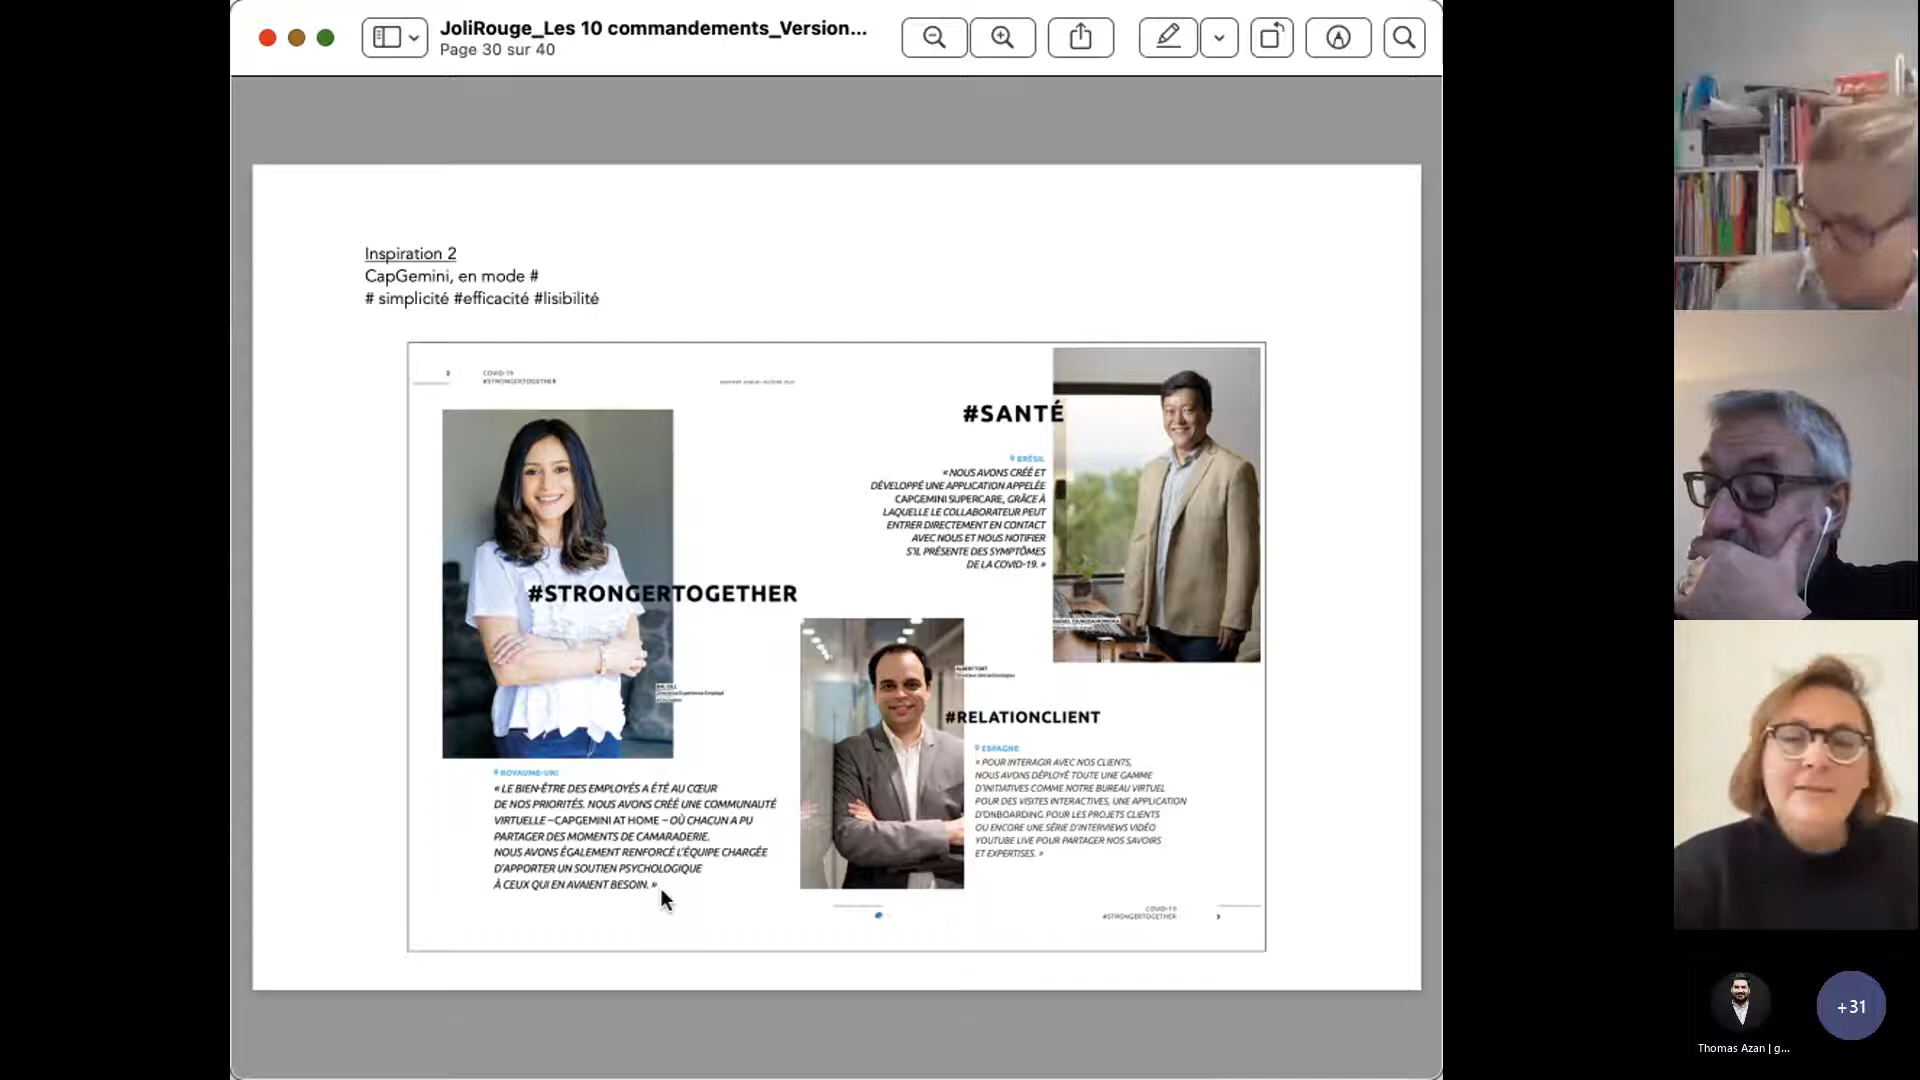 JoliRouge_Les 10 commandements_Version...
Page 30 sur 40
Inspiration 2
CapGemini, en mode #
# simplicité #efficacité #lisibilité
COVID-19
#STRONGERTOGETHER
#SANTÉ
BRÉSIL
« NOUS AVONS CRÉÉ ET
DÉVELOPPÉ UNE APPLICATION APPELÉE
CAPGEMINI SUPERCARE, GRÂCE À
LAQUELLE LE COLLABORATEUR PEUT
ENTRER DIRECTEMENT EN CONTACT
AVEC NOUS ET NOUS NOTIFIER
S'IL PRÉSENTE DES SYMPTÔMES
DE LA COVID-19. »
#STRONGERTOGETHER
ROYAUME-UNI
« LE BIEN-ÊTRE DES EMPLOYÉS A ÉTÉ AU CŒUR
DE NOS PRIORITÉS. NOUS AVONS CRÉÉ UNE COMMUNAUTÉ
VIRTUELLE – CAPGEMINI AT HOME – OÙ CHACUN A PU
PARTAGER DES MOMENTS DE CAMARADERIE.
NOUS AVONS ÉGALEMENT RENFORCÉ L'ÉQUIPE CHARGÉE
D'APPORTER UN SOUTIEN PSYCHOLOGIQUE
À CEUX QUI EN AVAIENT BESOIN. »
#RELATIONCLIENT
ESPAGNE
« POUR INTERAGIR AVEC NOS CLIENTS,
NOUS AVONS DÉPLOYÉ TOUTE UNE GAMME
D'INITIATIVES COMME NOTRE BUREAU VIRTUEL
POUR DES VISITES INTERACTIVES, UNE APPLICATION
D'ONBOARDING POUR LES PROJETS CLIENTS
OU ENCORE UNE SÉRIE D'INTERVIEWS VIDÉO
YOUTUBE LIVE POUR PARTAGER NOS SAVOIRS
ET EXPERTISES. »
COVID-19
#STRONGERTOGETHER
+31
Thomas Azan | g...